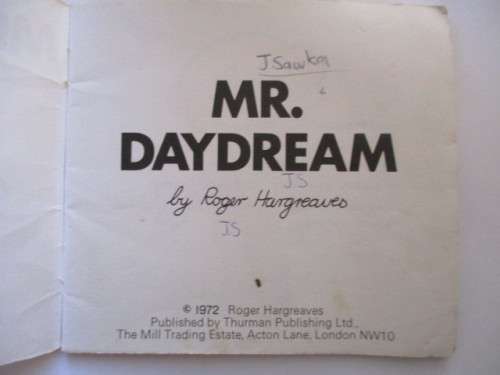 MR.
DAYDREAM
JS
by Roger Hargreaves
JS
© 1972 Roger Hargreaves
Published by Thurman Publishing Ltd.,
The Mill Trading Estate, Acton Lane, London NW10